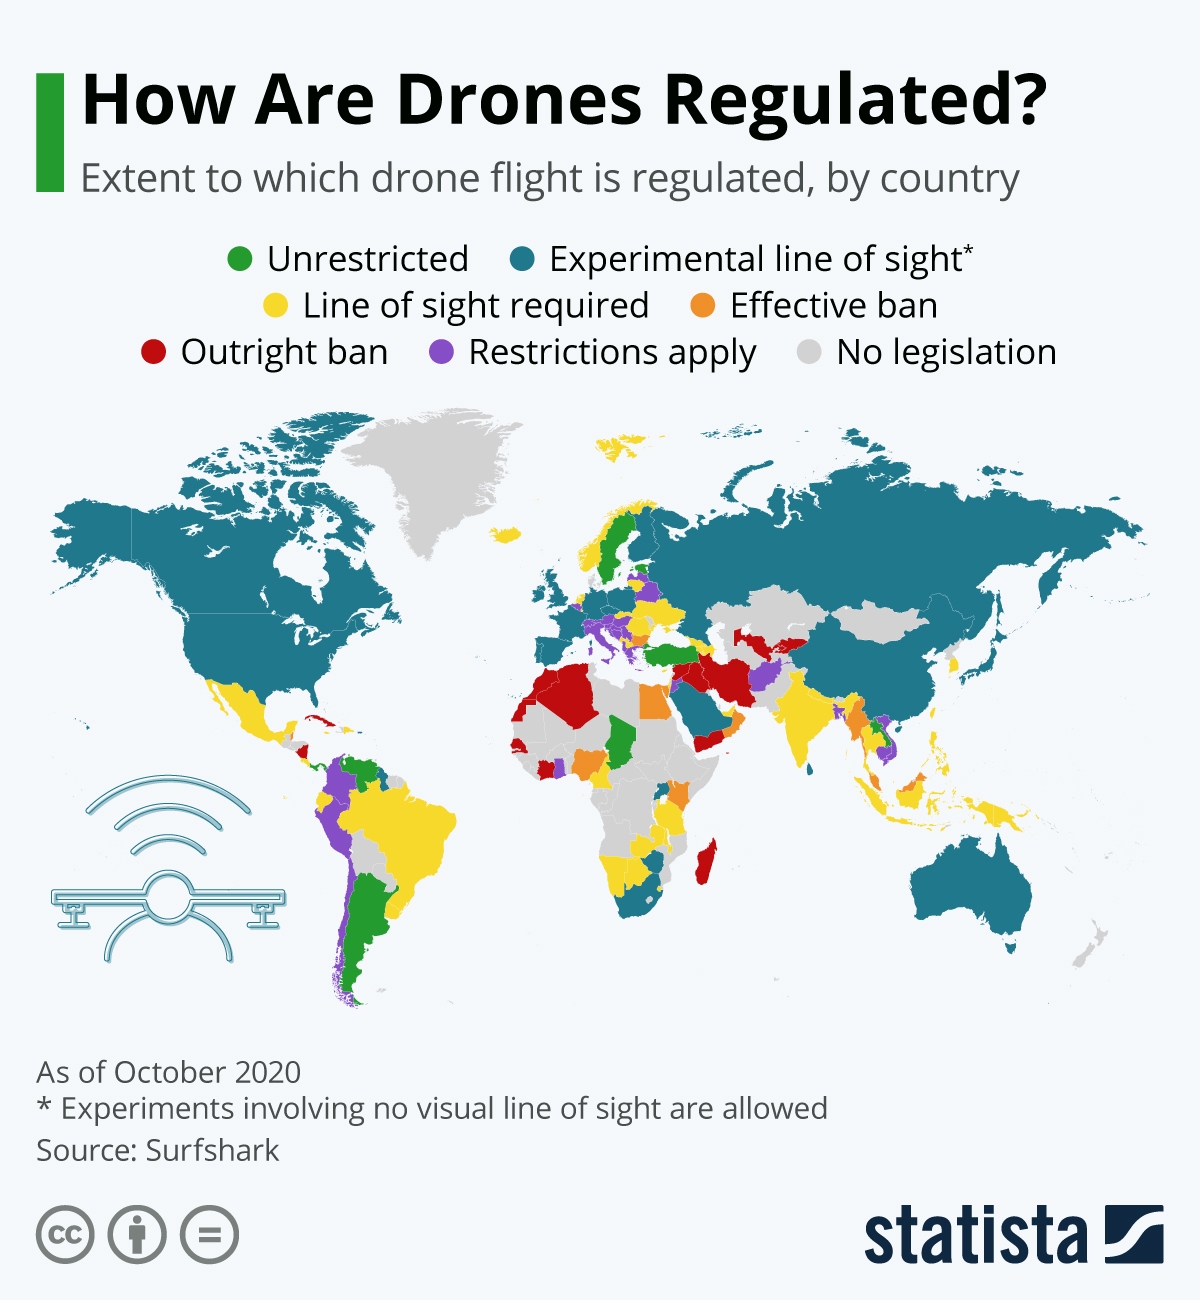 How Are Drones Regulated?
Extent to which drone flight is regulated, by country
Unrestricted Experimental line of sight*
Line of sight required Effective ban
Outright ban Restrictions apply No legislation
As of October 2020
* Experiments involving no visual line of sight are allowed
Source: Surfshark
cc =
statista